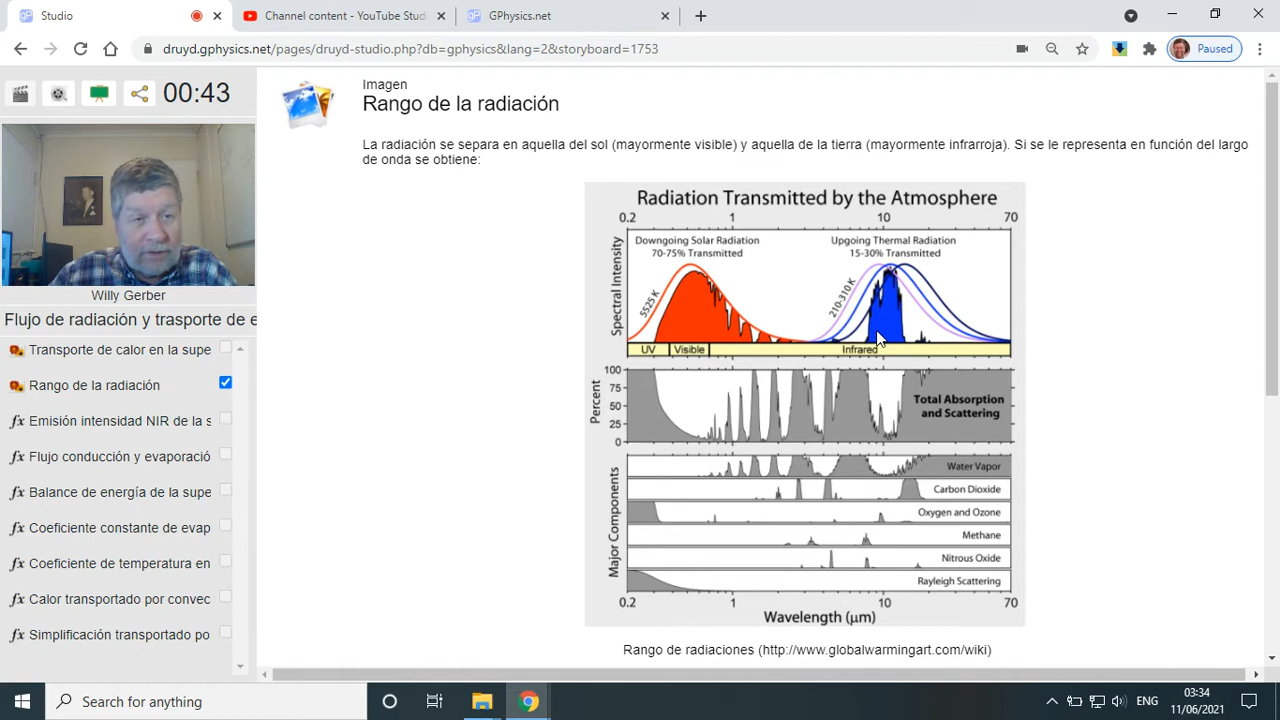 Studio
Channel content - YouTube Stud
GPhysics.net
druyd.gphysics.net/pages/druyd-studio.php?db=gphysics&lang=2&storyboard=1753
Paused
00:43
Willy Gerber
Flujo de radiación y trasporte de e
Transporte de calor en la supe
Rango de la radiación
fx Emisión intensidad NIR de la s
fx Flujo conducción y evaporació
fx Balance de energía de la supe
fx Coeficiente constante de evap
fx Coeficiente de temperatura en
fx Calor transportado por convec
fx Simplificación transportado po
Imagen
Rango de la radiación
La radiación se separa en aquella del sol (mayormente visible) y aquella de la tierra (mayormente infrarroja). Si se le representa en función del largo
de onda se obtiene:
Radiation Transmitted by the Atmosphere
0.2 1 10 70
Downgoing Solar Radiation
70-75% Transmitted
Upgoing Thermal Radiation
15-30% Transmitted
Spectral Intensity
5525 K
210-310 K
UV Visible Infrared
Percent
100
75
50
25
0
Total Absorption
and Scattering
Major Components
Water Vapor
Carbon Dioxide
Oxygen and Ozone
Methane
Nitrous Oxide
Rayleigh Scattering
0.2 1 10 70
Wavelength (μm)
Rango de radiaciones (http://www.globalwarmingart.com/wiki)
Search for anything
ENG
03:34
11/06/2021